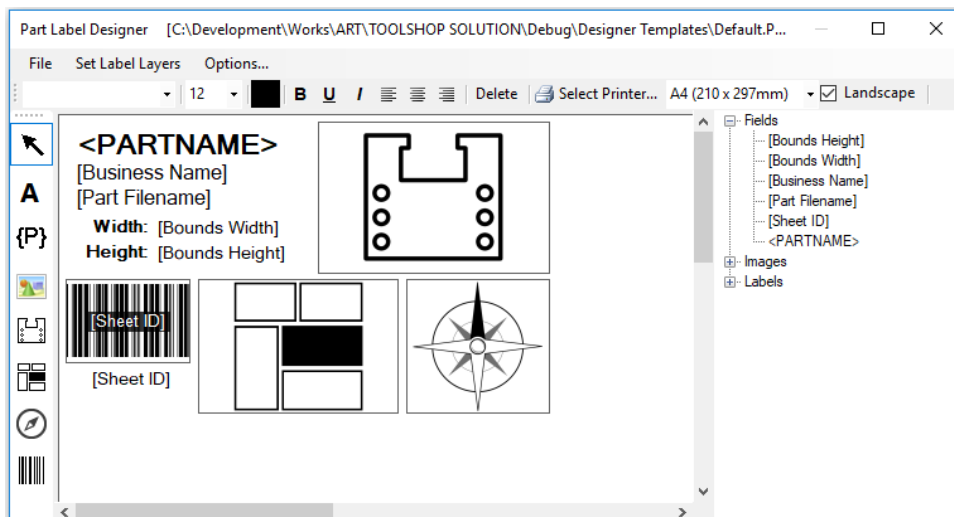 Part Label Designer [C:\Development\Works\ART\TOOLSHOP SOLUTION\Debug\Designer Templates\Default.P...
File Set Label Layers Options...
12 B U I Delete Select Printer... A4 (210 x 297mm) Landscape
A
{P}
<PARTNAME>
[Business Name]
[Part Filename]
Width: [Bounds Width]
Height: [Bounds Height]
[Sheet ID]
[Sheet ID]
Fields
[Bounds Height]
[Bounds Width]
[Business Name]
[Part Filename]
[Sheet ID]
<PARTNAME>
Images
Labels